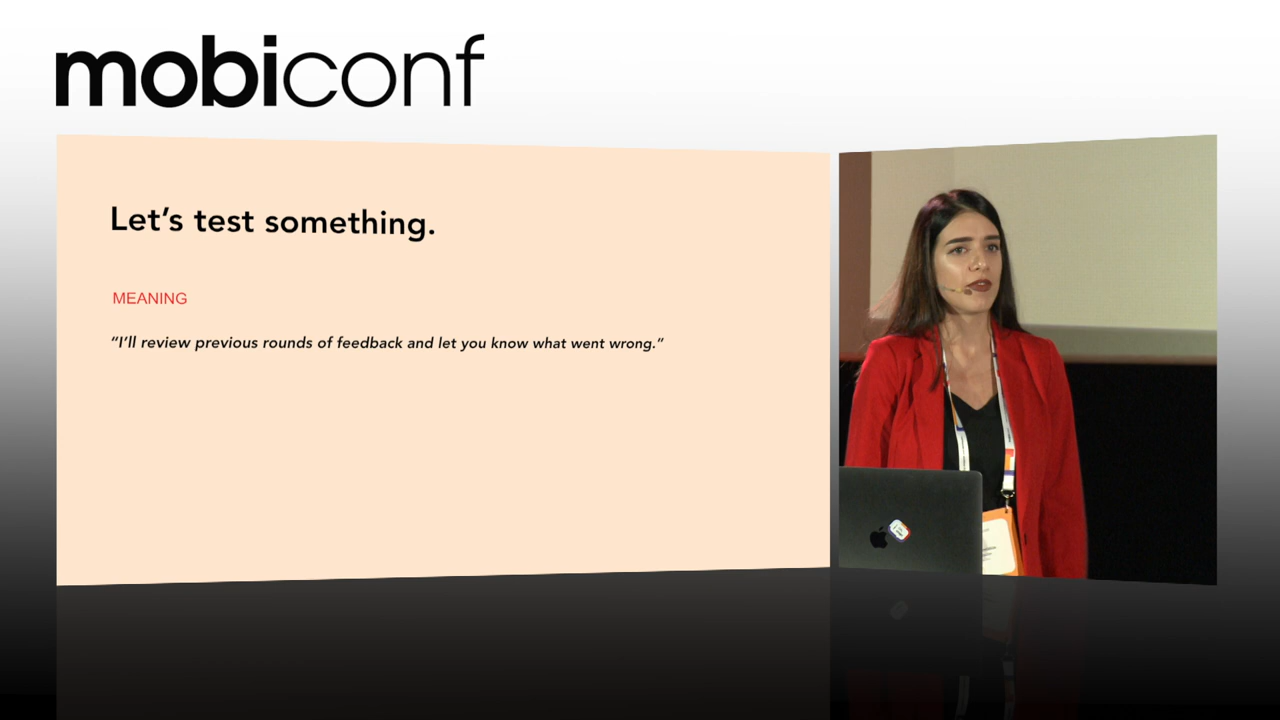 mobiconf
Let’s test something.
MEANING
“I’ll review previous rounds of feedback and let you know what went wrong.”